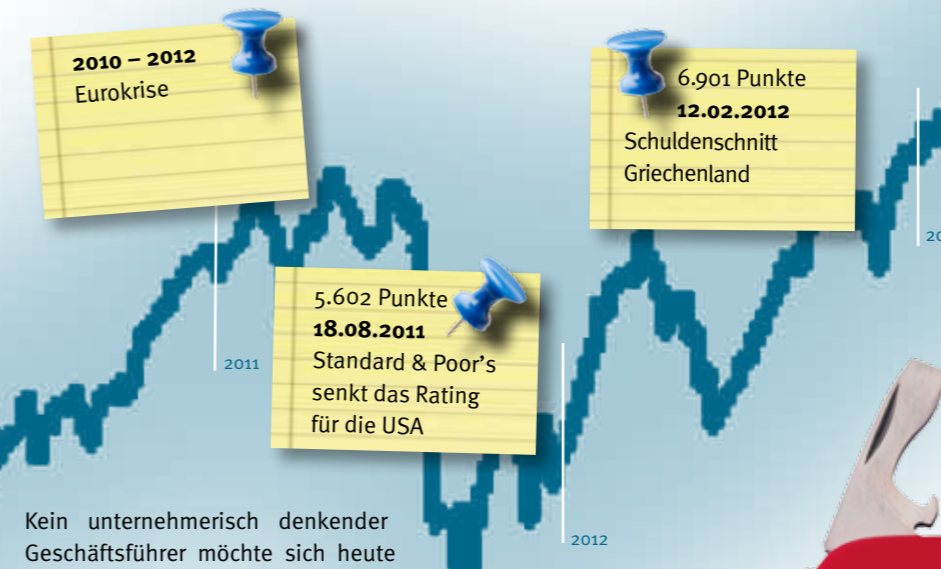 2010 – 2012
Eurokrise
6.901 Punkte
12.02.2012
Schuldenschnitt
Griechenland
5.602 Punkte
18.08.2011
Standard & Poor's
senkt das Rating
für die USA
2011
2012
Kein unternehmerisch denkender
Geschäftsführer möchte sich heute